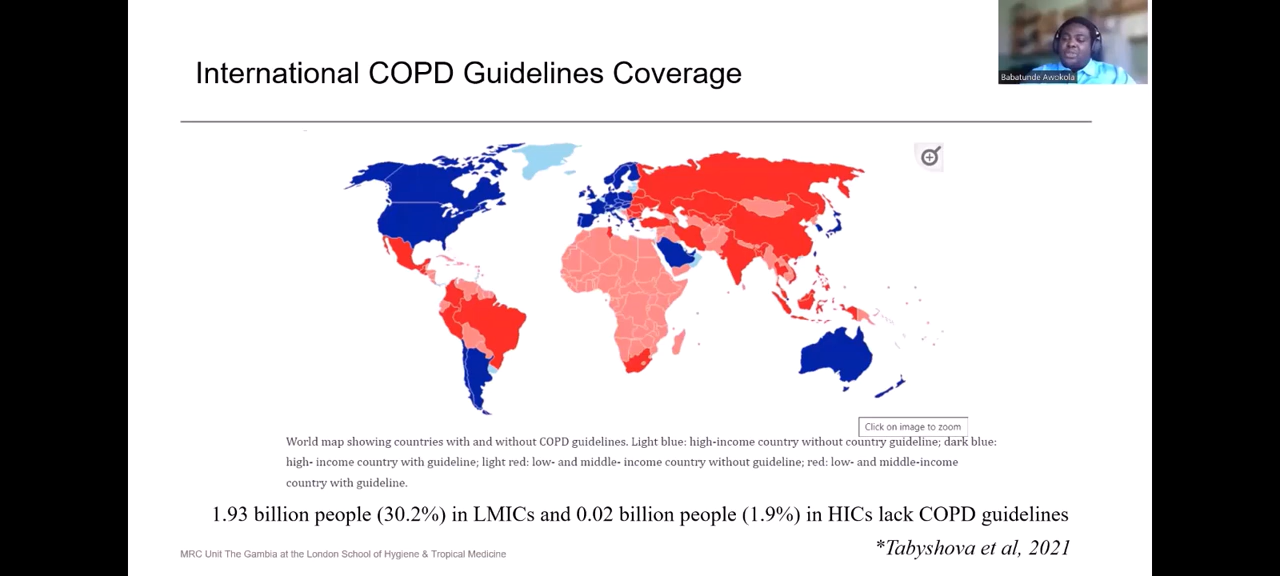 International COPD Guidelines Coverage
Babatunde Awokola
Click on image to zoom
World map showing countries with and without COPD guidelines. Light blue: high-income country without country guideline; dark blue:
high- income country with guideline; light red: low- and middle- income country without guideline; red: low- and middle-income
country with guideline.
1.93 billion people (30.2%) in LMICs and 0.02 billion people (1.9%) in HICs lack COPD guidelines
*Tabyshova et al, 2021
MRC Unit The Gambia at the London School of Hygiene & Tropical Medicine